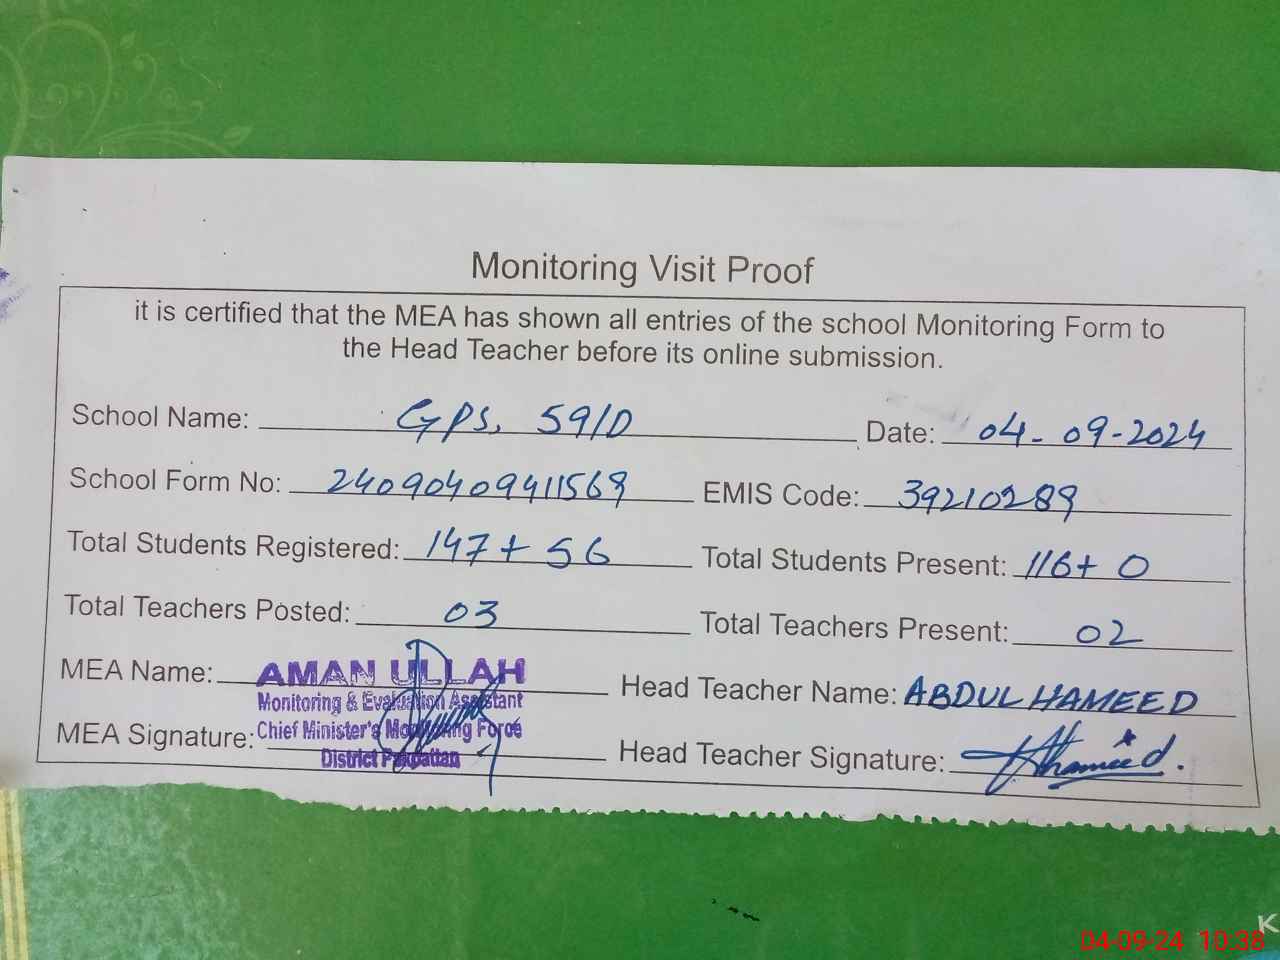 Monitoring Visit Proof
it is certified that the MEA has shown all entries of the school Monitoring Form to
the Head Teacher before its online submission.
School Name: GPS, 59/D Date: 04-09-2024
School Form No: 24090409411569 EMIS Code: 39210289
Total Students Registered: 147+56 Total Students Present: 116+0
Total Teachers Posted: 03 Total Teachers Present: 02
MEA Name: AMAN ULLAH Head Teacher Name: ABDUL HAMEED
Monitoring & Evaluation Assistant
MEA Signature: Chief Minister's Monitoring Force Head Teacher Signature: AHameed.
District Pakpattan
K
04-09-24 10:38